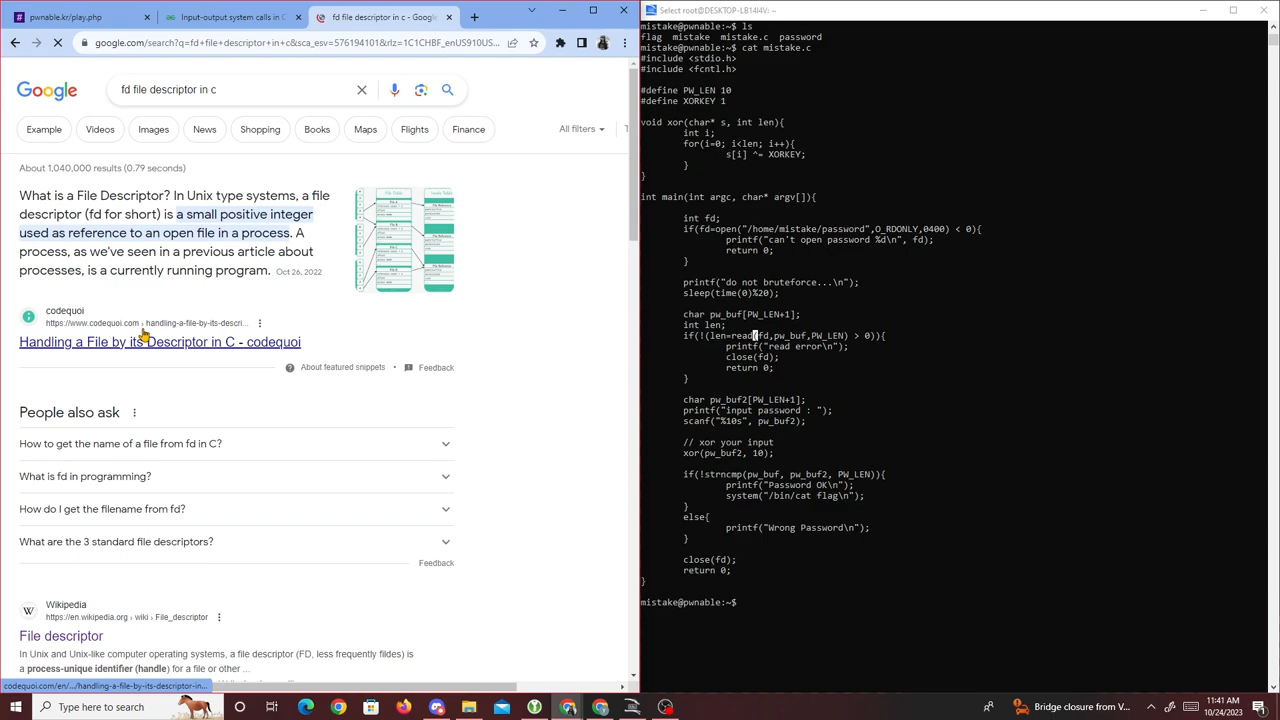 pwnable.kr/play.php
Input-output system calls in C
fd file descriptor in c - Google
google.com/search?q=fd+file+descriptor+in+c&sca_esv=576194317&rlz=1C1CHBF_enUS910US...
Google
fd file descriptor in c
Videos
Images
News
Shopping
Books
Maps
Flights
Finance
All filters
results (0.79 seconds)
What is a File Descriptor? In Unix type systems, a file
descriptor (fd for short) is a small positive integer
used as reference to an open file in a process. A
process, as we've seen in a previous article about
processes, is a currently running program. Oct 26, 2022
codequoi
https://www.codequoi.com › handling-a-file-by-its-descri...
Handling a File by its Descriptor in C - codequoi
About featured snippets
Feedback
People also ask
How to get the name of a file from fd in C?
What is fd in programming?
How do I get the filename from fd?
What are the 3 standard file descriptors?
Feedback
Wikipedia
https://en.wikipedia.org › wiki › File_descriptor
File descriptor
In Unix and Unix-like computer operating systems, a file descriptor (FD, less frequently fildes) is
a process-unique identifier (handle) for a file or other ...
codequoi.com/en/.../handling-a-file-by-its-descriptor-in...
Select root@DESKTOP-LB14I4V: ~
mistake@pwnable:~$ ls
flag  mistake  mistake.c  password
mistake@pwnable:~$ cat mistake.c
#include <stdio.h>
#include <fcntl.h>
#define PW_LEN 10
#define XORKEY 1
void xor(char* s, int len){
int i;
for(i=0; i<len; i++){
s[i] ^= XORKEY;
}
}
int main(int argc, char* argv[]){
int fd;
if(fd=open("/home/mistake/password",O_RDONLY,0400) < 0){
printf("can't open password %d\n", fd);
return 0;
}
printf("do not bruteforce...\n");
sleep(time(0)%20);
char pw_buf[PW_LEN+1];
int len;
if(!(len=read(fd,pw_buf,PW_LEN) > 0)){
printf("read error\n");
close(fd);
return 0;
}
char pw_buf2[PW_LEN+1];
printf("input password : ");
scanf("%10s", pw_buf2);
// xor your input
xor(pw_buf2, 10);
if(!strncmp(pw_buf, pw_buf2, PW_LEN)){
printf("Password OK\n");
system("/bin/cat flag\n");
}
else{
printf("Wrong Password\n");
}
close(fd);
return 0;
}
mistake@pwnable:~$
Type here to search
Bridge closure from V...
11:41 AM
10/24/2023